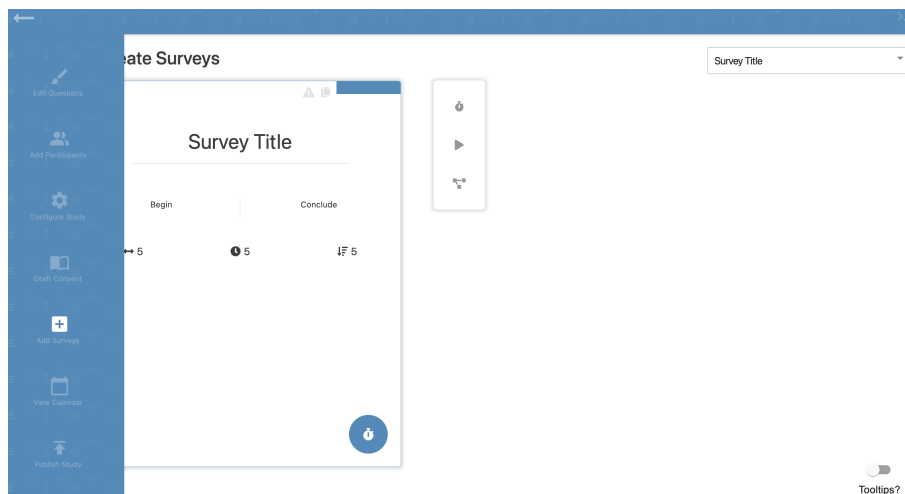 eate Surveys
Survey Title
Edit Questions
Add Participants
Configure Study
Draft Consent
Add Surveys
View Calendar
Publish Study
Survey Title
Begin
Conclude
5
5
5
Tooltips?